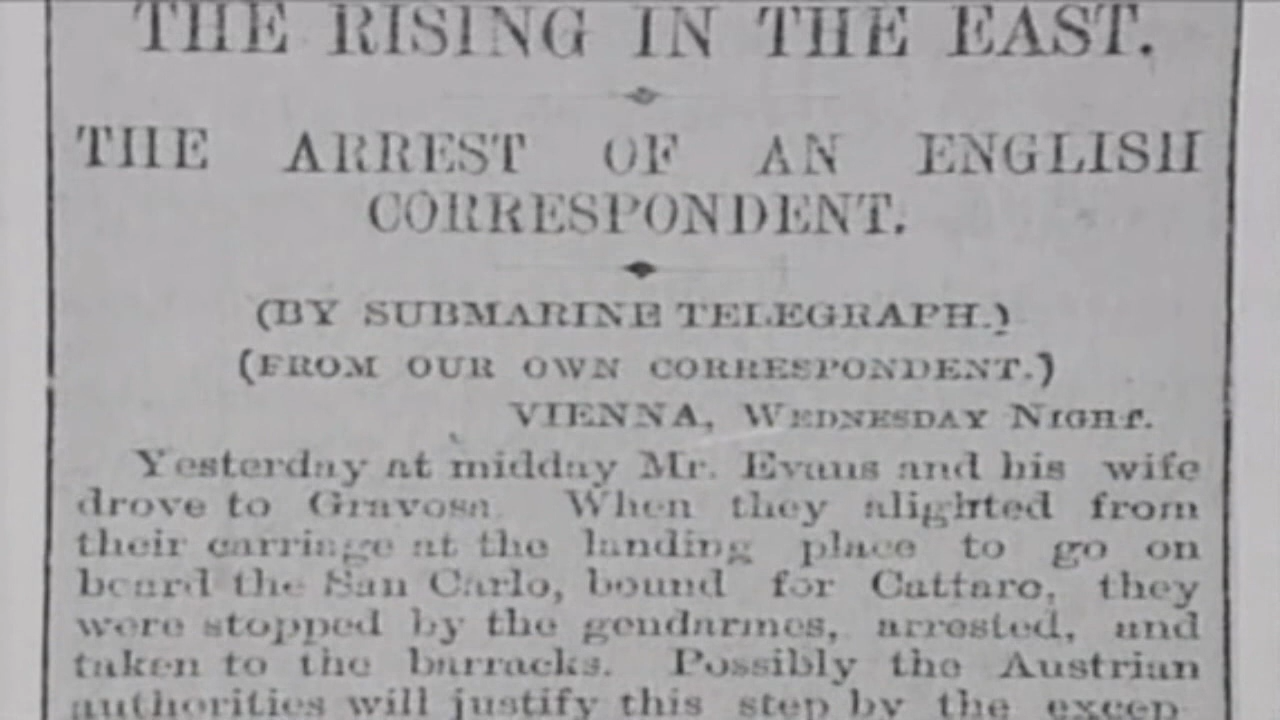 THE RISING IN THE EAST.
THE ARREST OF AN ENGLISH
CORRESPONDENT.
(BY SUBMARINE TELEGRAPH.)
(FROM OUR OWN CORRESPONDENT.)
VIENNA, WEDNESDAY NIGHT.
Yesterday at midday Mr. Evans and his wife
drove to Gravosa. When they alighted from
their carriage at the landing place to go on
board the San Carlo, bound for Cattaro, they
were stopped by the gendarmes, arrested, and
taken to the barracks. Possibly the Austrian
authorities will justify this step by the excep-